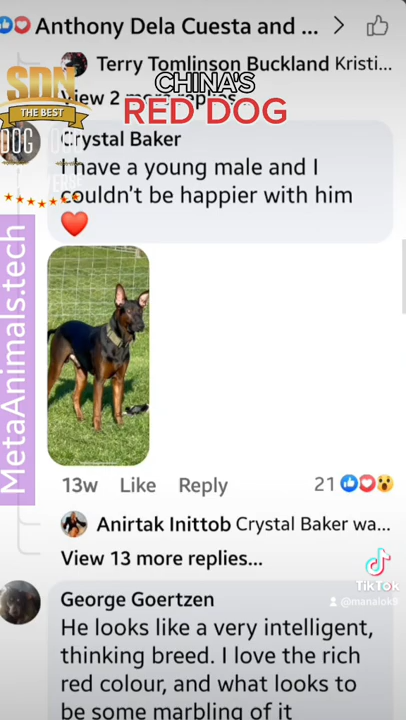 Anthony Dela Cuesta and ...
Terry Tomlinson Buckland Kristi...
View 2 more replies...
CHINA'S
RED DOG
SDN
THE BEST
DOG
Crystal Baker
I have a young male and I
couldn't be happier with him
MetaAnimals.tech
13w Like Reply 21
Anirtak Inittob Crystal Baker wa...
View 13 more replies...
TikTok
@manalok9
George Goertzen
He looks like a very intelligent,
thinking breed. I love the rich
red colour, and what looks to
be some marbling of it